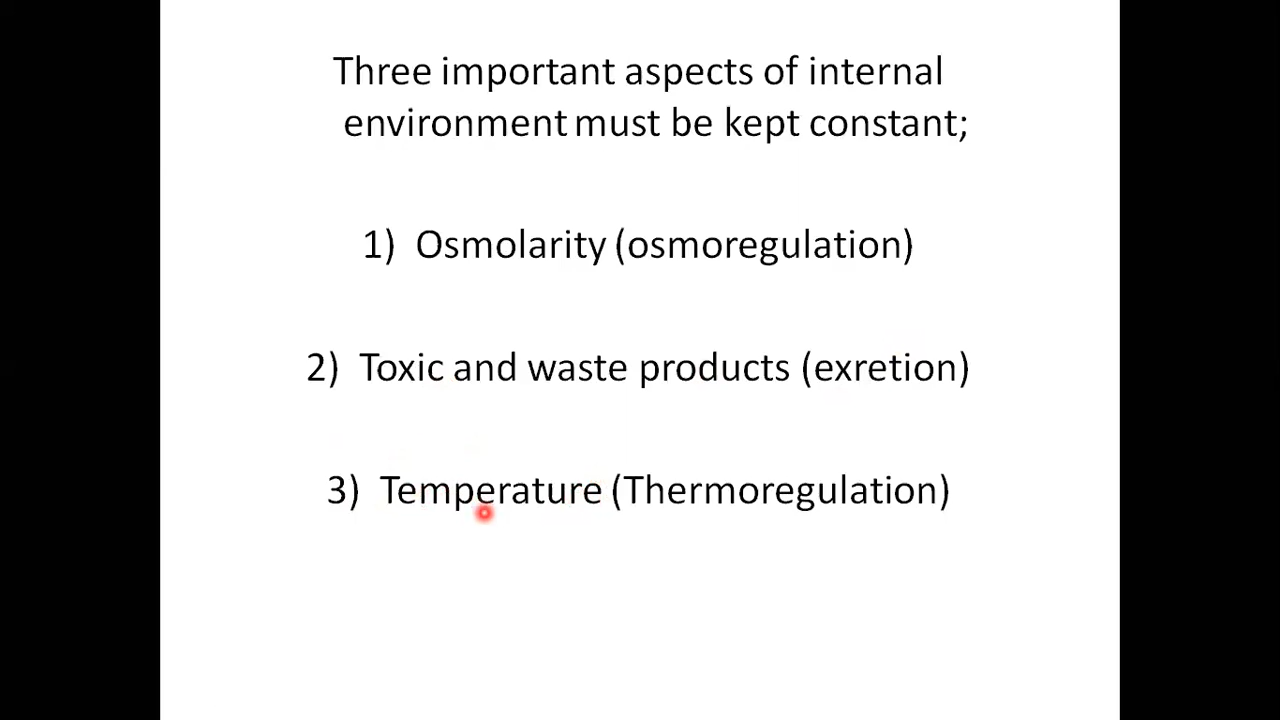 Three important aspects of internal
environment must be kept constant;
1) Osmolarity (osmoregulation)
2) Toxic and waste products (exretion)
3) Temperature (Thermoregulation)